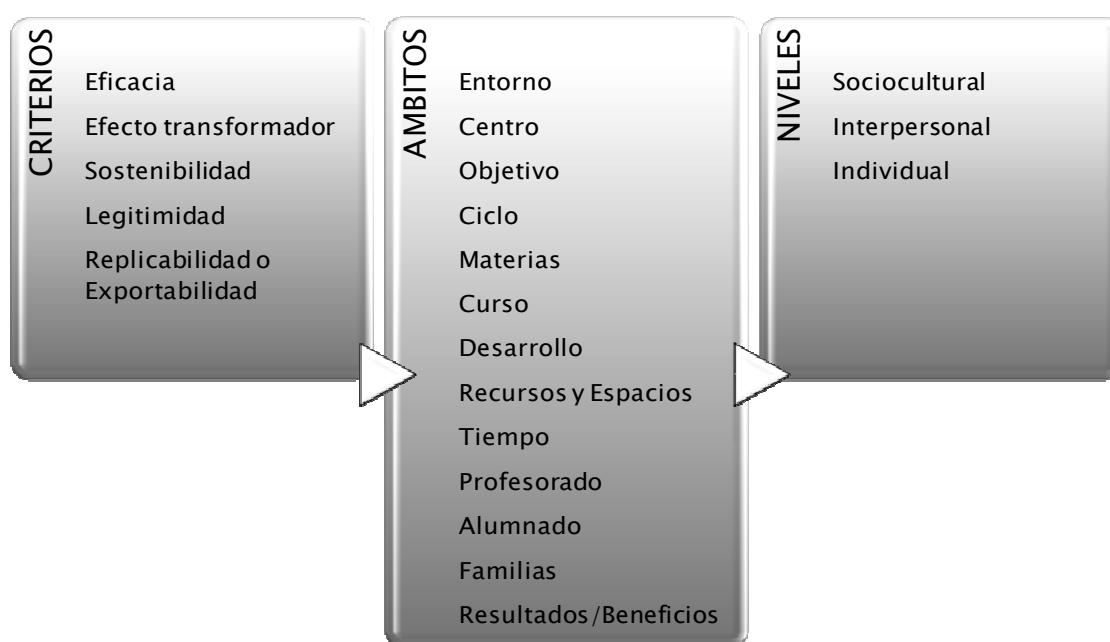 CRITERIOS
Eficacia
Efecto transformador
Sostenibilidad
Legitimidad
Replicabilidad o
Exportabilidad
AMBITOS
Entorno
Centro
Objetivo
Ciclo
Materias
Curso
Desarrollo
Recursos y Espacios
Tiempo
Profesorado
Alumnado
Familias
Resultados/Beneficios
NIVELES
Sociocultural
Interpersonal
Individual